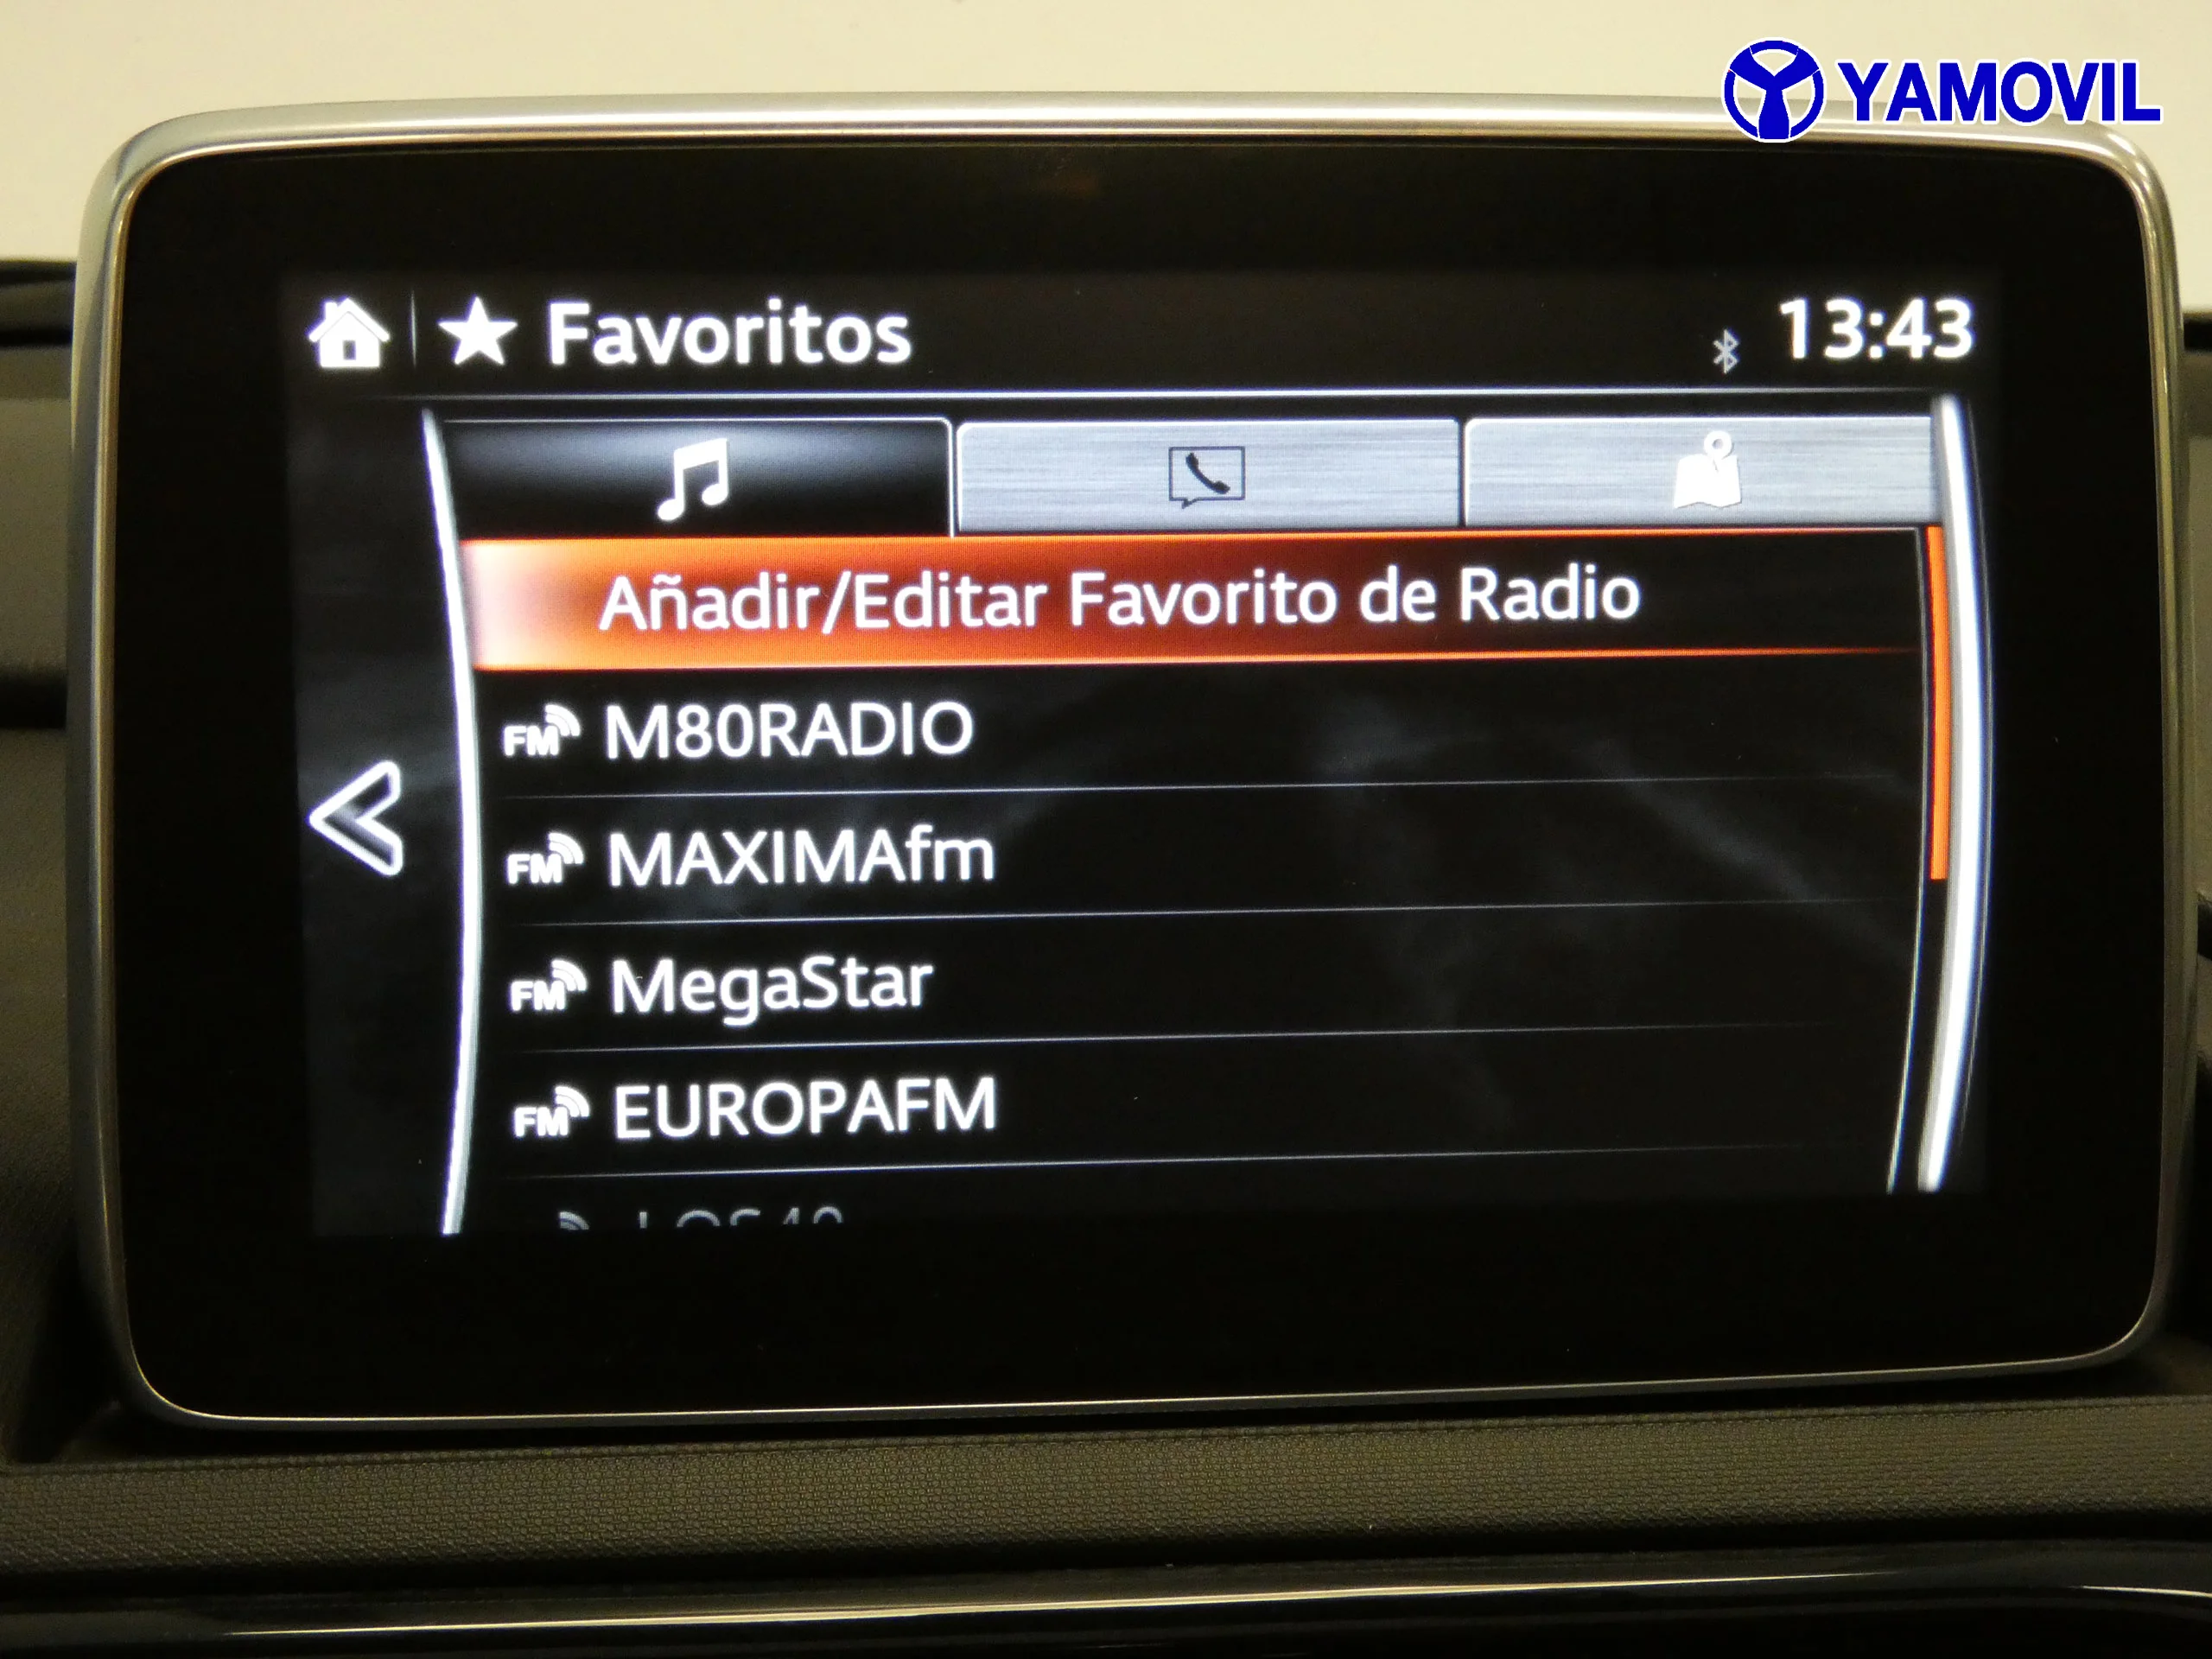 YAMOVIL
Favoritos
13:43
Añadir/Editar Favorito de Radio
FM M80RADIO
FM MAXIMAfm
FM MegaStar
FM EUROPAFM